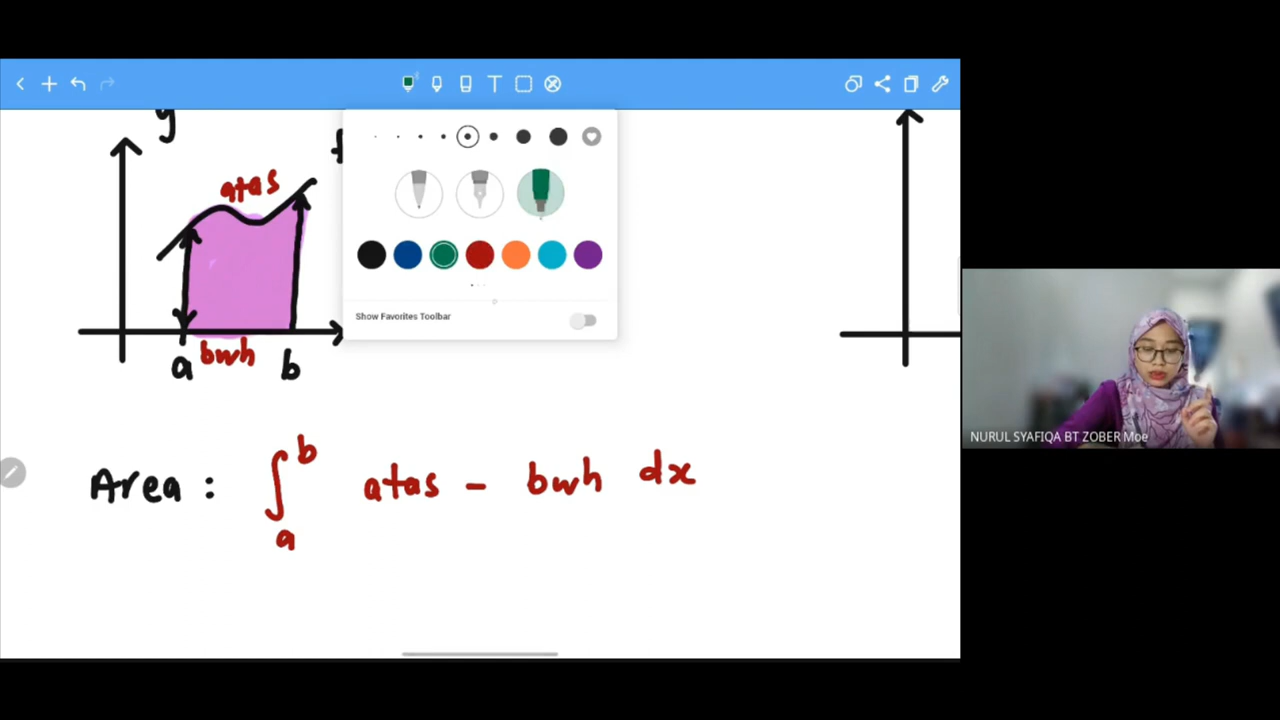 y
atas
a bwh b
Show Favorites Toolbar
NURUL SYAFIQA BT ZOBER Moe
Area : ∫ₐᵇ atas - bwh dx